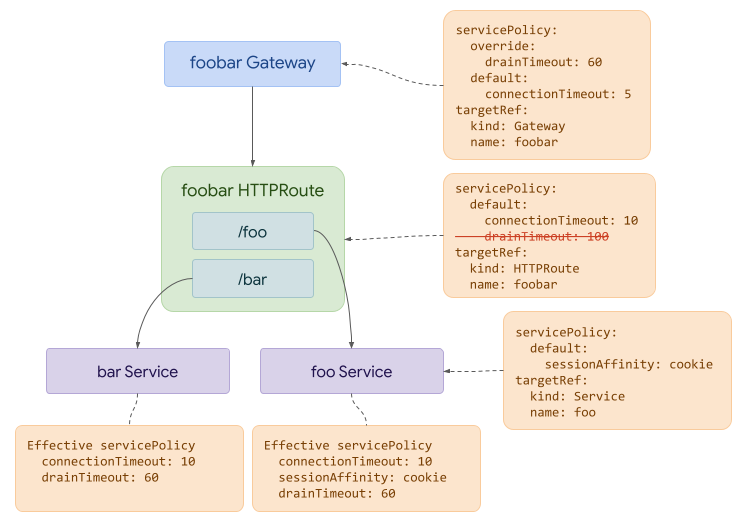 foobar Gateway
servicePolicy:
  override:
    drainTimeout: 60
  default:
    connectionTimeout: 5
targetRef:
  kind: Gateway
  name: foobar
foobar HTTPRoute
/foo
/bar
servicePolicy:
  default:
    connectionTimeout: 10
    drainTimeout: 100
targetRef:
  kind: HTTPRoute
  name: foobar
bar Service
foo Service
servicePolicy:
  default:
    sessionAffinity: cookie
targetRef:
  kind: Service
  name: foo
Effective servicePolicy
  connectionTimeout: 10
  drainTimeout: 60
Effective servicePolicy
  connectionTimeout: 10
  sessionAffinity: cookie
  drainTimeout: 60